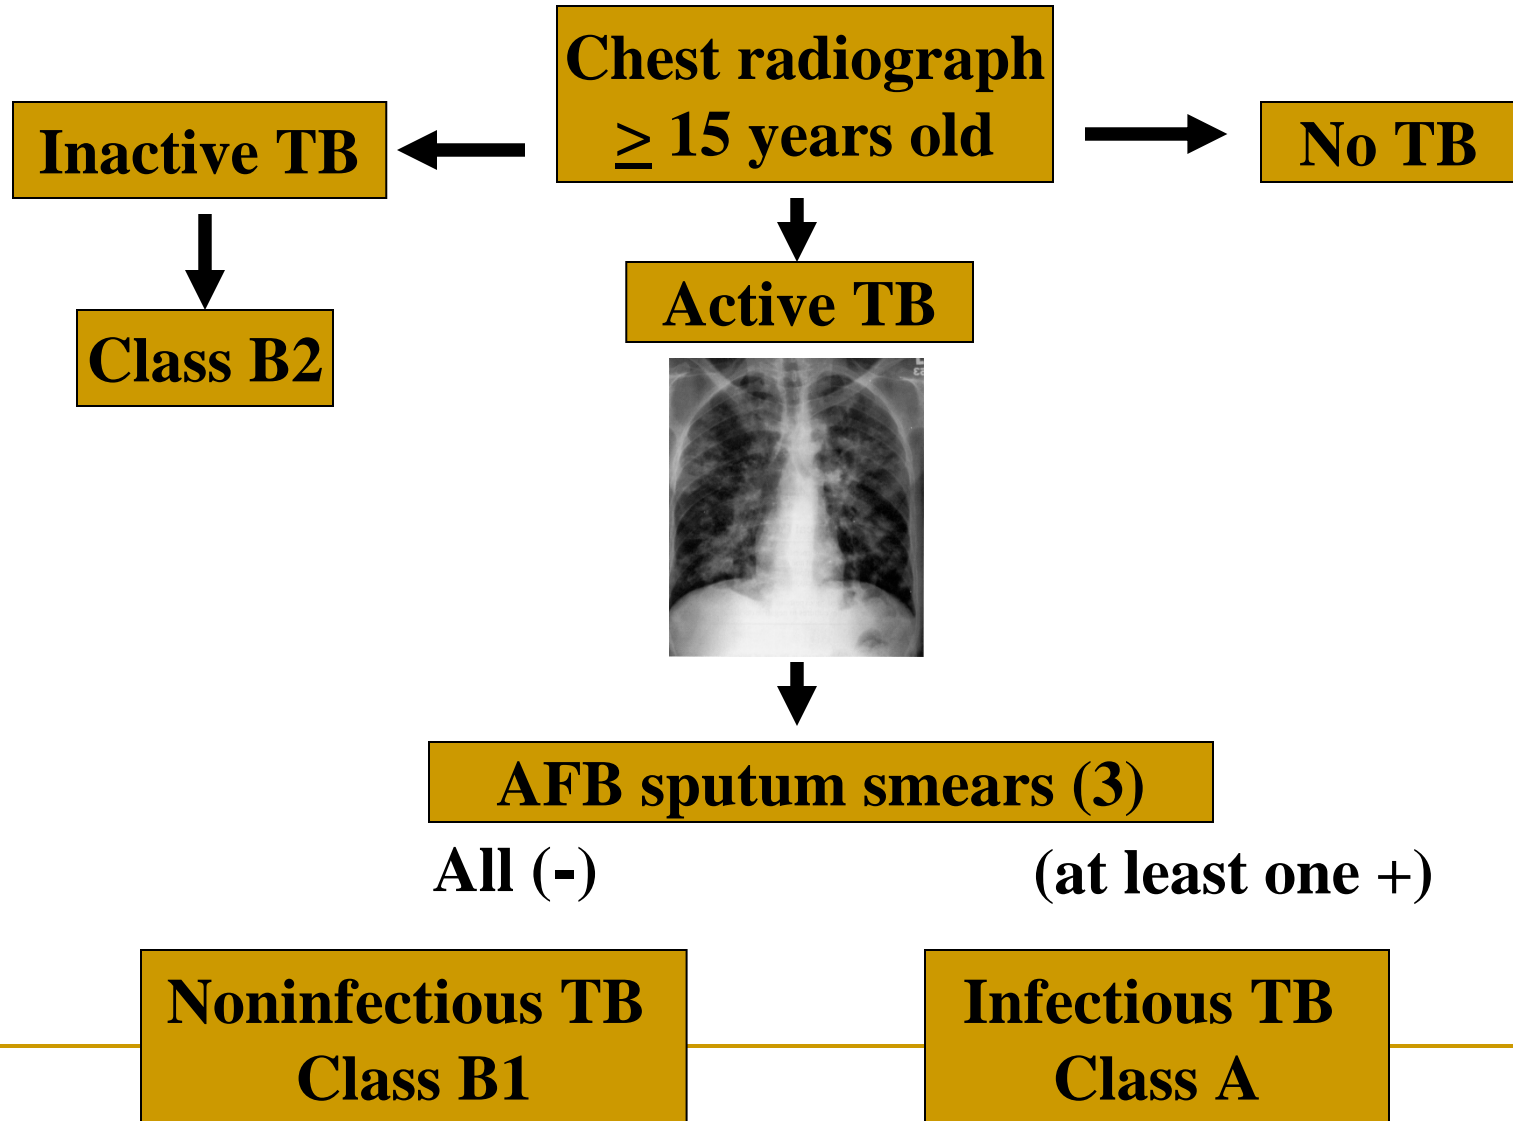 Chest radiograph
≥ 15 years old
Inactive TB
No TB
Active TB
Class B2
AFB sputum smears (3)
All (-)
(at least one +)
Noninfectious TB
Class B1
Infectious TB
Class A